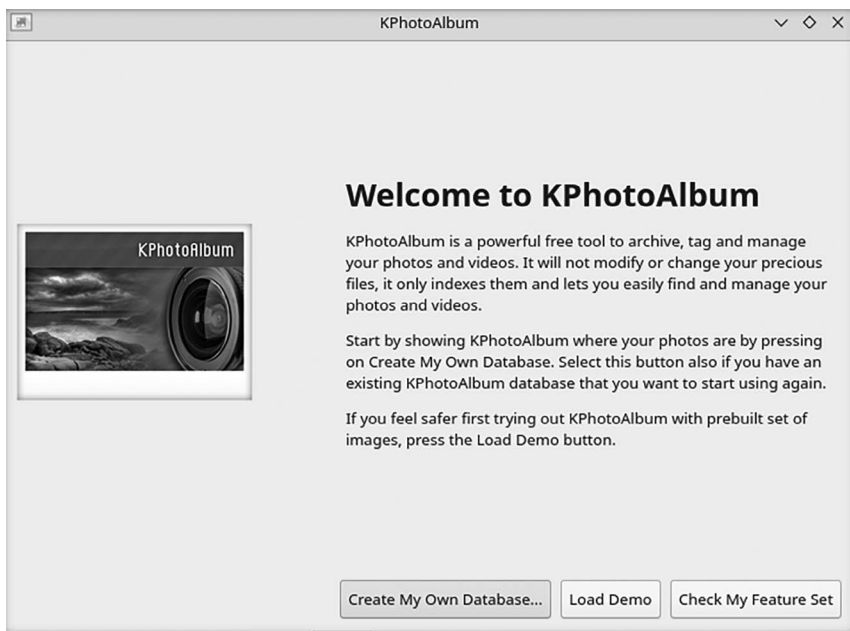 KPhotoAlbum
Welcome to KPhotoAlbum
KPhotoAlbum
KPhotoAlbum is a powerful free tool to archive, tag and manage
your photos and videos. It will not modify or change your precious
files, it only indexes them and lets you easily find and manage your
photos and videos.
Start by showing KPhotoAlbum where your photos are by pressing
on Create My Own Database. Select this button also if you have an
existing KPhotoAlbum database that you want to start using again.
If you feel safer first trying out KPhotoAlbum with prebuilt set of
images, press the Load Demo button.
Create My Own Database...
Load Demo
Check My Feature Set